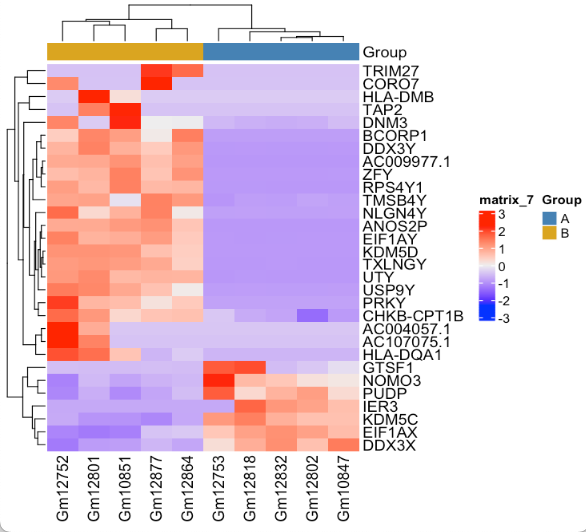 Group
TRIM27
CORO7
HLA-DMB
TAP2
DNM3
BCORP1
DDX3Y
AC009977.1
ZFY
RPS4Y1
TMSB4Y
NLGN4Y
ANOS2P
EIF1AY
KDM5D
TXLNGY
UTY
USP9Y
PRKY
CHKB-CPT1B
AC004057.1
AC107075.1
HLA-DQA1
GTSF1
NOMO3
PUDP
IER3
KDM5C
EIF1AX
DDX3X
Gm12752
Gm12801
Gm10851
Gm12877
Gm12864
Gm12753
Gm12818
Gm12832
Gm12802
Gm10847
matrix_7
3
2
1
0
-1
-2
-3
Group
A
B